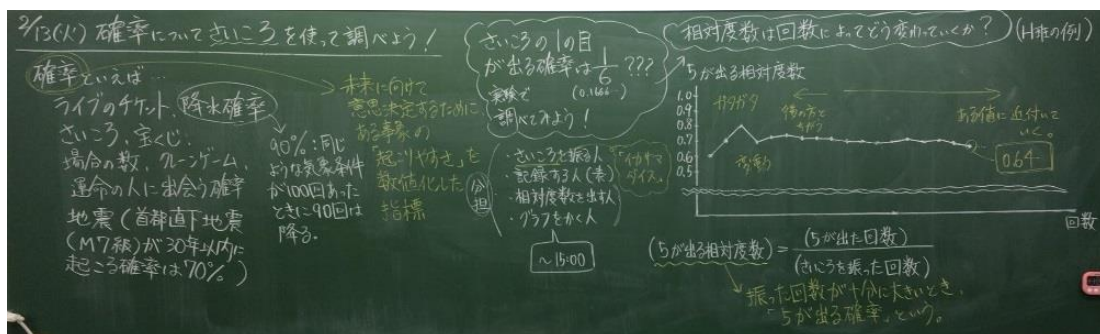 2/13(火) 確率についてさいころを使って調べよう!
確率といえば…
ライブのチケット、降水確率
さいころ、宝くじ、
場合の数、クレーンゲーム、
運命の人に出会う確率
地震(首都直下地震
(M7級)が30年以内に
起こる確率は70%)
90%:同じ
ような気象条件
が100回あった
ときに90回は
降る。
未来に向けて
意思決定するために
ある事象の
「起こりやすさ」を
数値化した
指標
さいころの1の目
が出る確率は1/6???
(0.1666…)
実験で
調べてみよう!
分担
・さいころを振る人
・記録する人(表)
・相対度数を出す人
・グラフをかく人
「イカサマ
ダイス」
~15:00
相対度数は回数によってどう変わっていくか?
(H班の例)
5が出る相対度数
1.0
0.9
0.8
0.7
0.6
0.5
ガタガタ
変動
ある値に近付いて
いく。
0.64
回数
(5が出る相対度数)=(5が出た回数)/(さいころを振った回数)
振った回数が十分に大きいとき、
「5が出る確率」という。